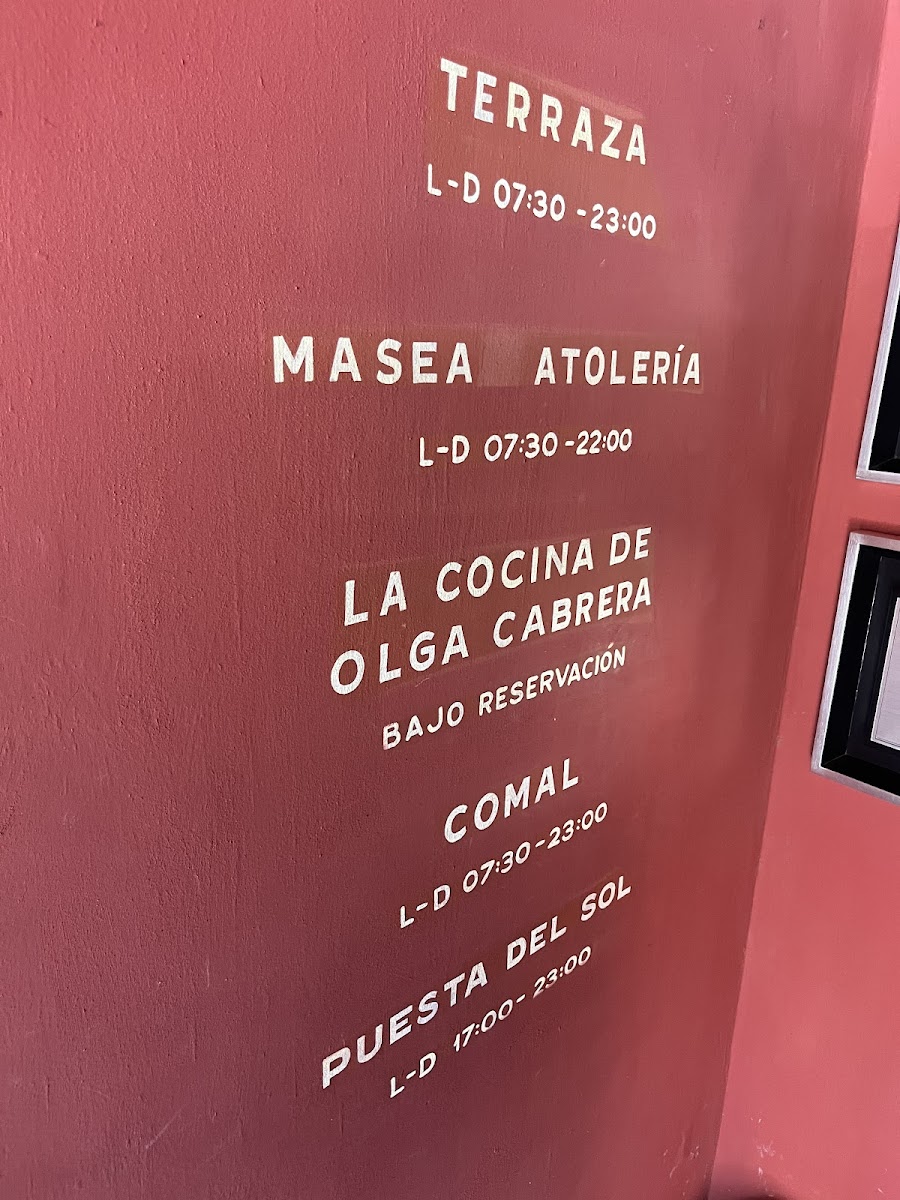 TERRAZA
L-D 07:30 - 23:00
MASEA ATOLERÍA
L-D 07:30 - 22:00
LA COCINA DE
OLGA CABRERA
BAJO RESERVACIÓN
COMAL
L-D 07:30 - 23:00
PUESTA DEL SOL
L-D 17:00 - 23:00